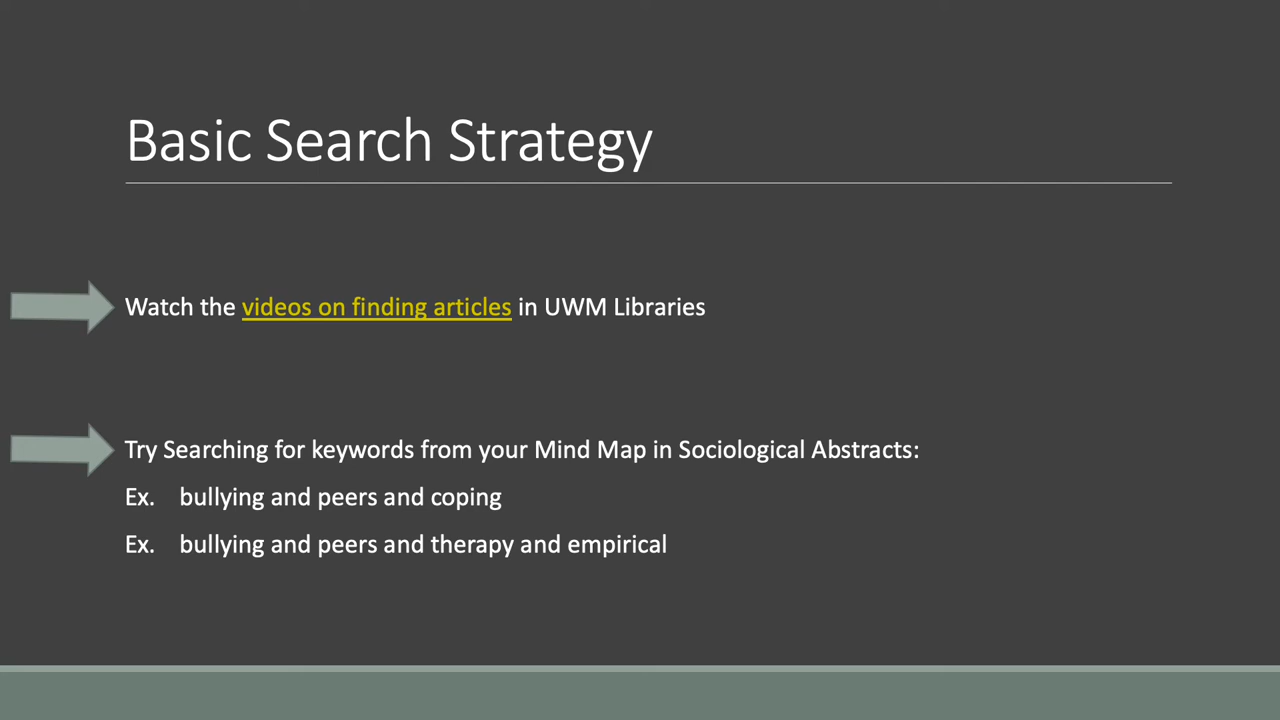 Basic Search Strategy
Watch the videos on finding articles in UWM Libraries
Try Searching for keywords from your Mind Map in Sociological Abstracts:
Ex. bullying and peers and coping
Ex. bullying and peers and therapy and empirical